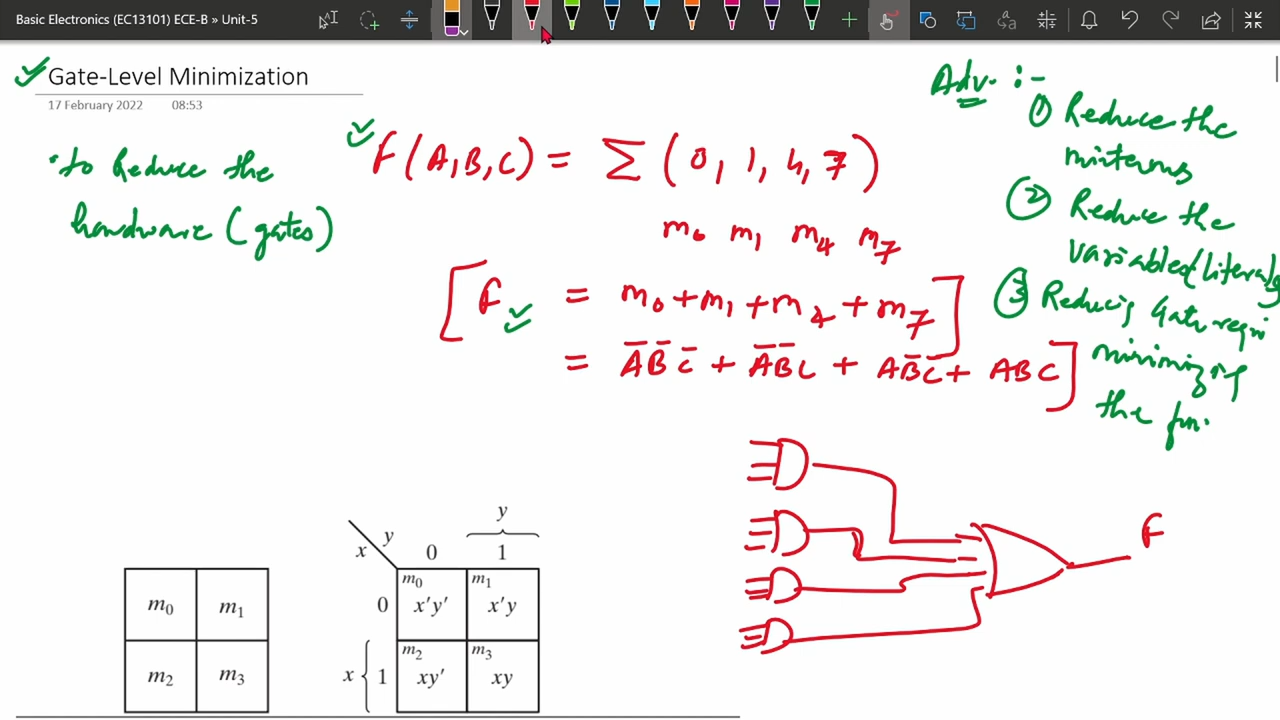 Basic Electronics (EC13101) ECE-B » Unit-5
Gate-Level Minimization
17 February 2022 08:53
• to Reduce the
hardware (gates)
F(A,B,C) = Σ (0, 1, 4, 7)
m0 m1 m4 m7
[F = m0 + m1 + m4 + m7]
= A̅B̅C̅ + A̅B̅C + AB̅C̅ + ABC]
Adv. :-
① Reduce the
minterms
② Reduce the
variables (literals)
③ Reducing Gate
minimizing
the fun.
F
m0 m1
m2 m3
y
x y 0 1
0 m0 x'y' m1 x'y
x 1 m2 xy' m3 xy